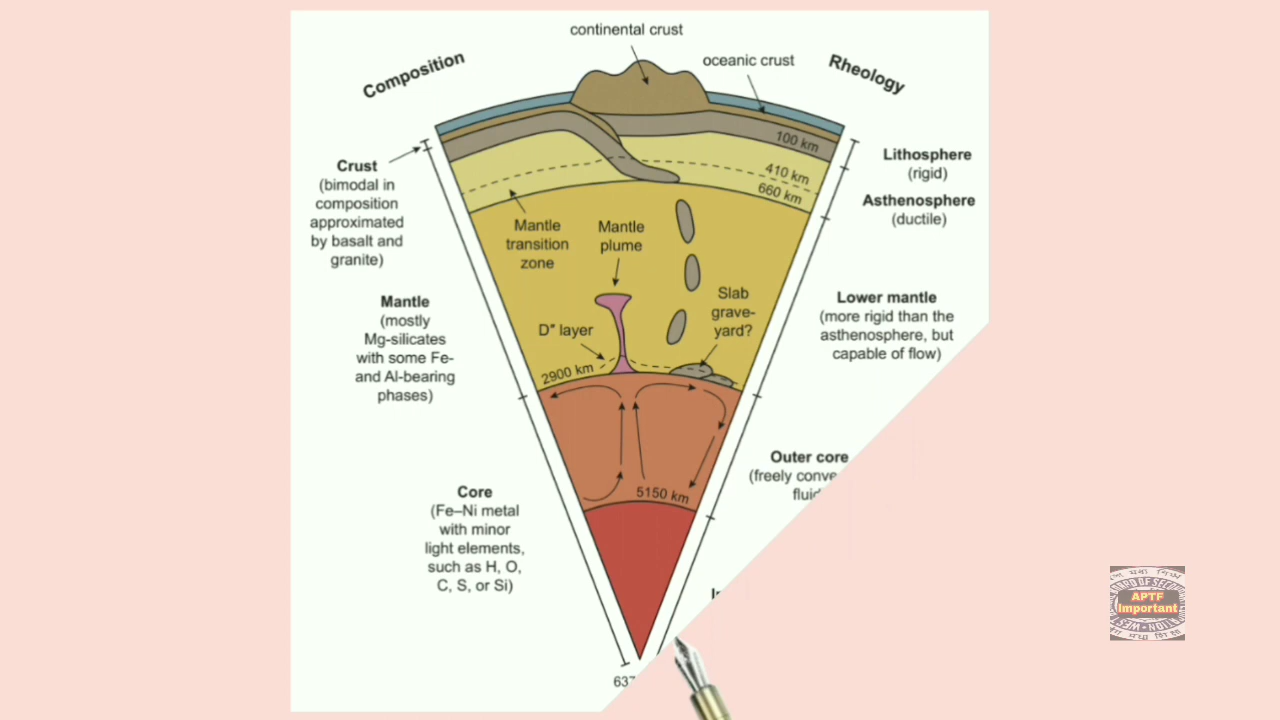 continental crust
oceanic crust
Composition
Rheology
100 km
410 km
660 km
Crust
(bimodal in
composition
approximated
by basalt and
granite)
Lithosphere
(rigid)
Asthenosphere
(ductile)
Mantle
transition
zone
Mantle
plume
Slab
grave-
yard?
D″ layer
2900 km
Mantle
(mostly
Mg-silicates
with some Fe-
and Al-bearing
phases)
Lower mantle
(more rigid than the
asthenosphere, but
capable of flow)
Outer core
(freely conve
fluid
5150 km
Core
(Fe–Ni metal
with minor
light elements,
such as H, O,
C, S, or Si)
637
APTF
Important